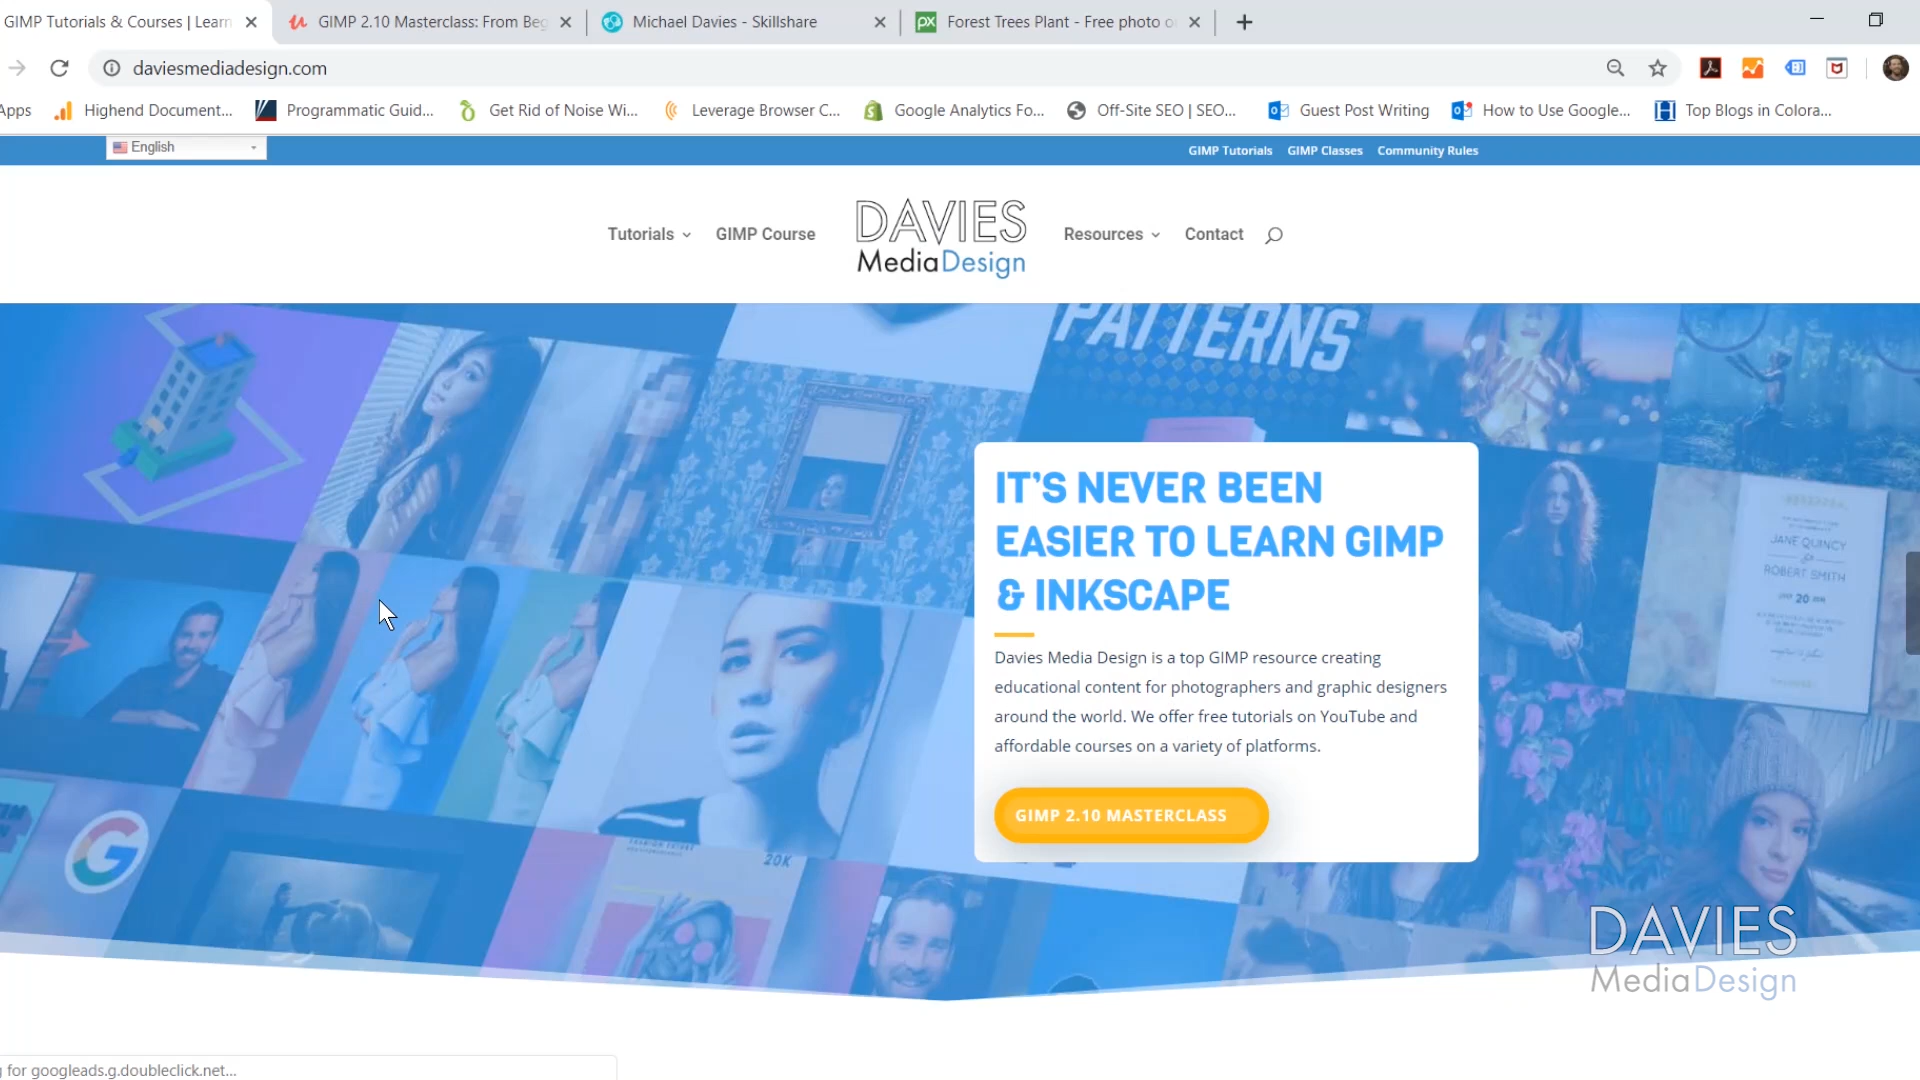 GIMP Tutorials & Courses | Learn
GIMP 2.10 Masterclass: From Beg
Michael Davies - Skillshare
Forest Trees Plant - Free photo o
daviesmediadesign.com
Apps
Highend Document...
Programmatic Guid...
Get Rid of Noise Wi...
Leverage Browser C...
Google Analytics Fo...
Off-Site SEO | SEO...
Guest Post Writing
How to Use Google...
Top Blogs in Colora...
English
GIMP Tutorials
GIMP Classes
Community Rules
Tutorials
GIMP Course
DAVIES
MediaDesign
Resources
Contact
PATTERNS
IT'S NEVER BEEN
EASIER TO LEARN GIMP
& INKSCAPE
Davies Media Design is a top GIMP resource creating
educational content for photographers and graphic designers
around the world. We offer free tutorials on YouTube and
affordable courses on a variety of platforms.
GIMP 2.10 MASTERCLASS
JANE QUINCY
ROBERT SMITH
20
20K
DAVIES
MediaDesign
g for googleads.g.doubleclick.net...